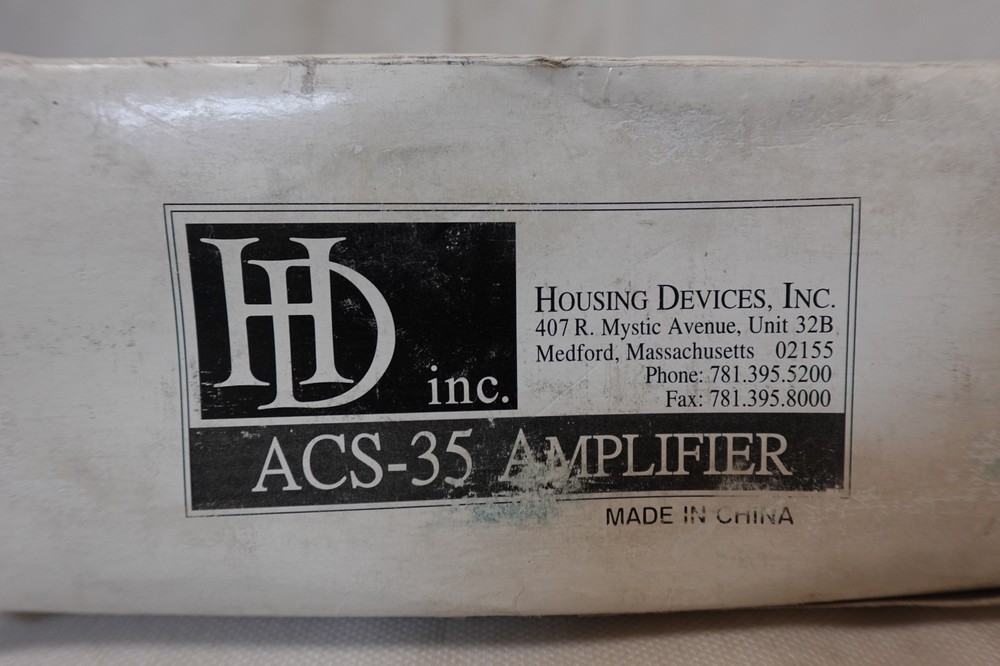 HD inc.
HOUSING DEVICES, INC.
407 R. Mystic Avenue, Unit 32B
Medford, Massachusetts 02155
Phone: 781.395.5200
Fax: 781.395.8000
ACS-35 AMPLIFIER
MADE IN CHINA